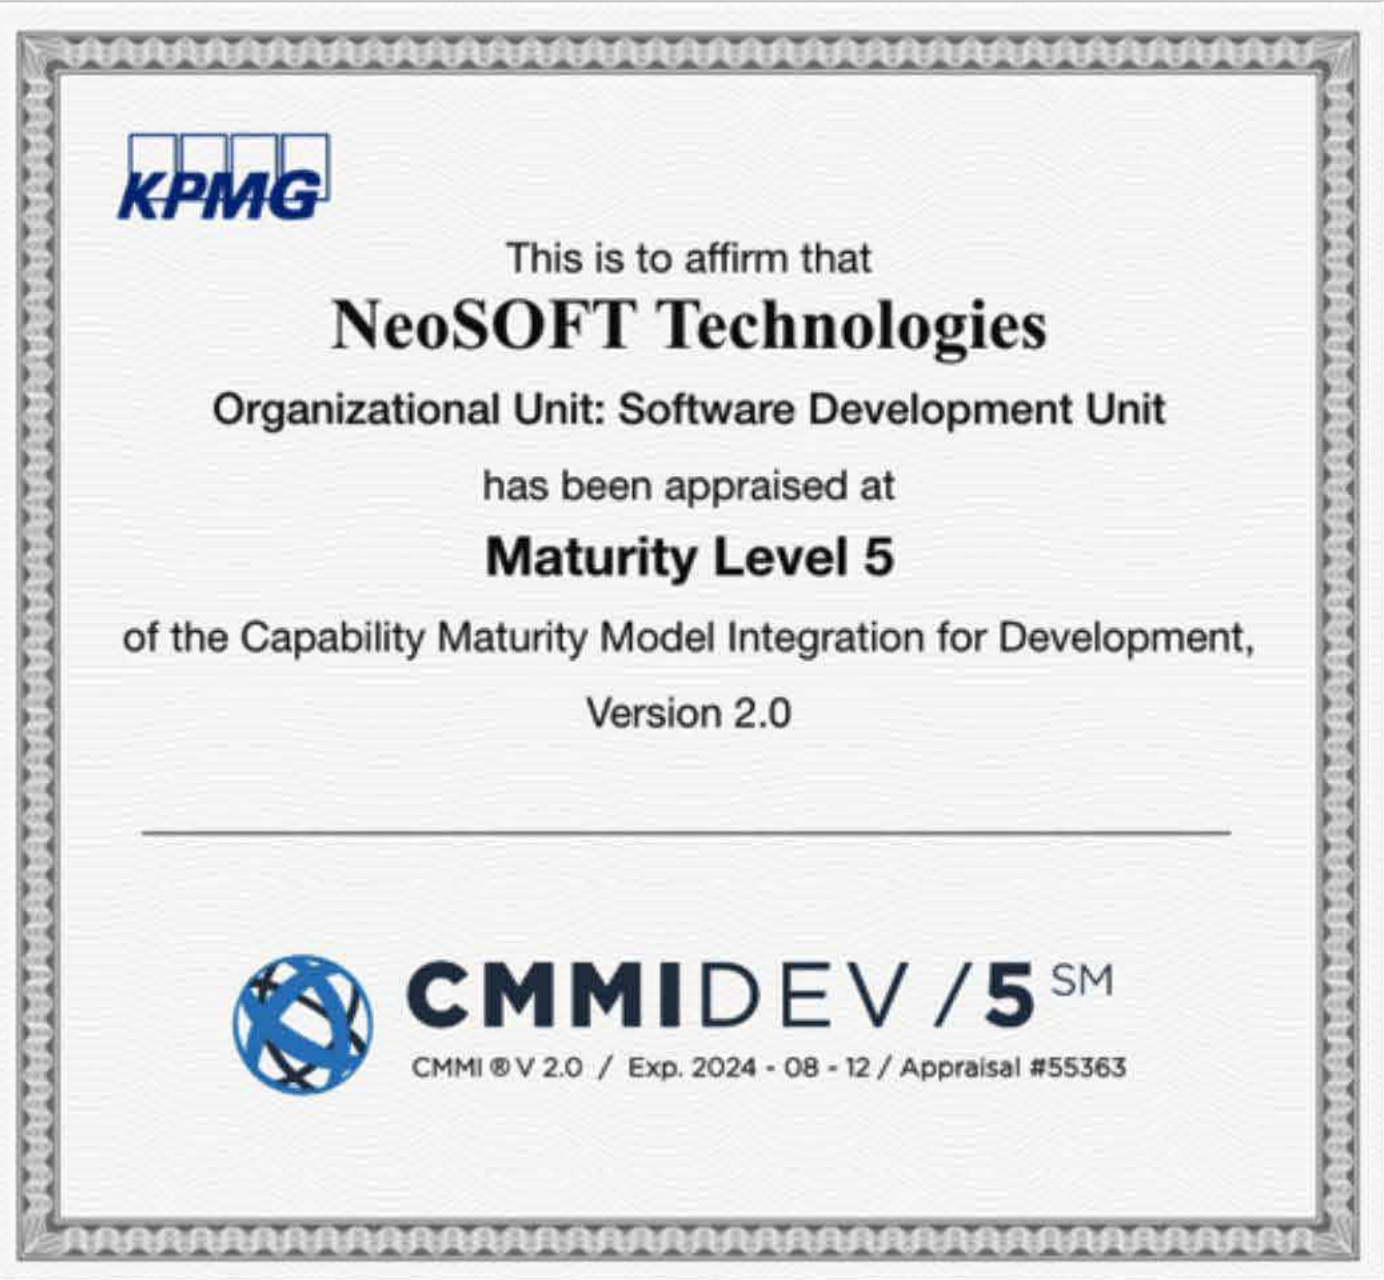 KPMG
This is to affirm that
NeoSOFT Technologies
Organizational Unit: Software Development Unit
has been appraised at
Maturity Level 5
of the Capability Maturity Model Integration for Development,
Version 2.0
CMMIDEV /5 SM
CMMI ® V 2.0 / Exp. 2024 - 08 - 12 / Appraisal #55363